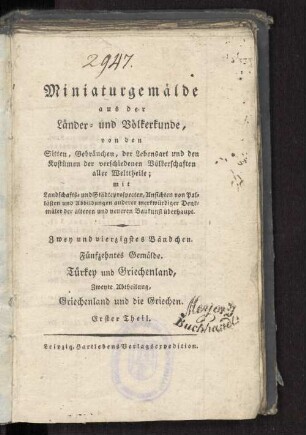 2947.
Miniaturgemälde
aus der
Länder- und Völkerkunde,
von den
Sitten, Gebräuchen, der Lebensart und den
Kostümen der verschiedenen Völkerschaften
aller Welttheile;
mit
Landschafts- und Städteprospecten, Ansichten von Pal-
lästen und Abbildungen anderer merkwürdiger Denk-
mäler der älteren und neueren Baukunst überhaupt.
Zwey und vierzigstes Bändchen.
Fünfzehntes Gemälde.
Türkey und Griechenland,
Zweyte Abtheilung,
Griechenland und die Griechen.
Erster Theil.
Buchhandl:
Leipzig, Hartlebens Verlagsexpedition.